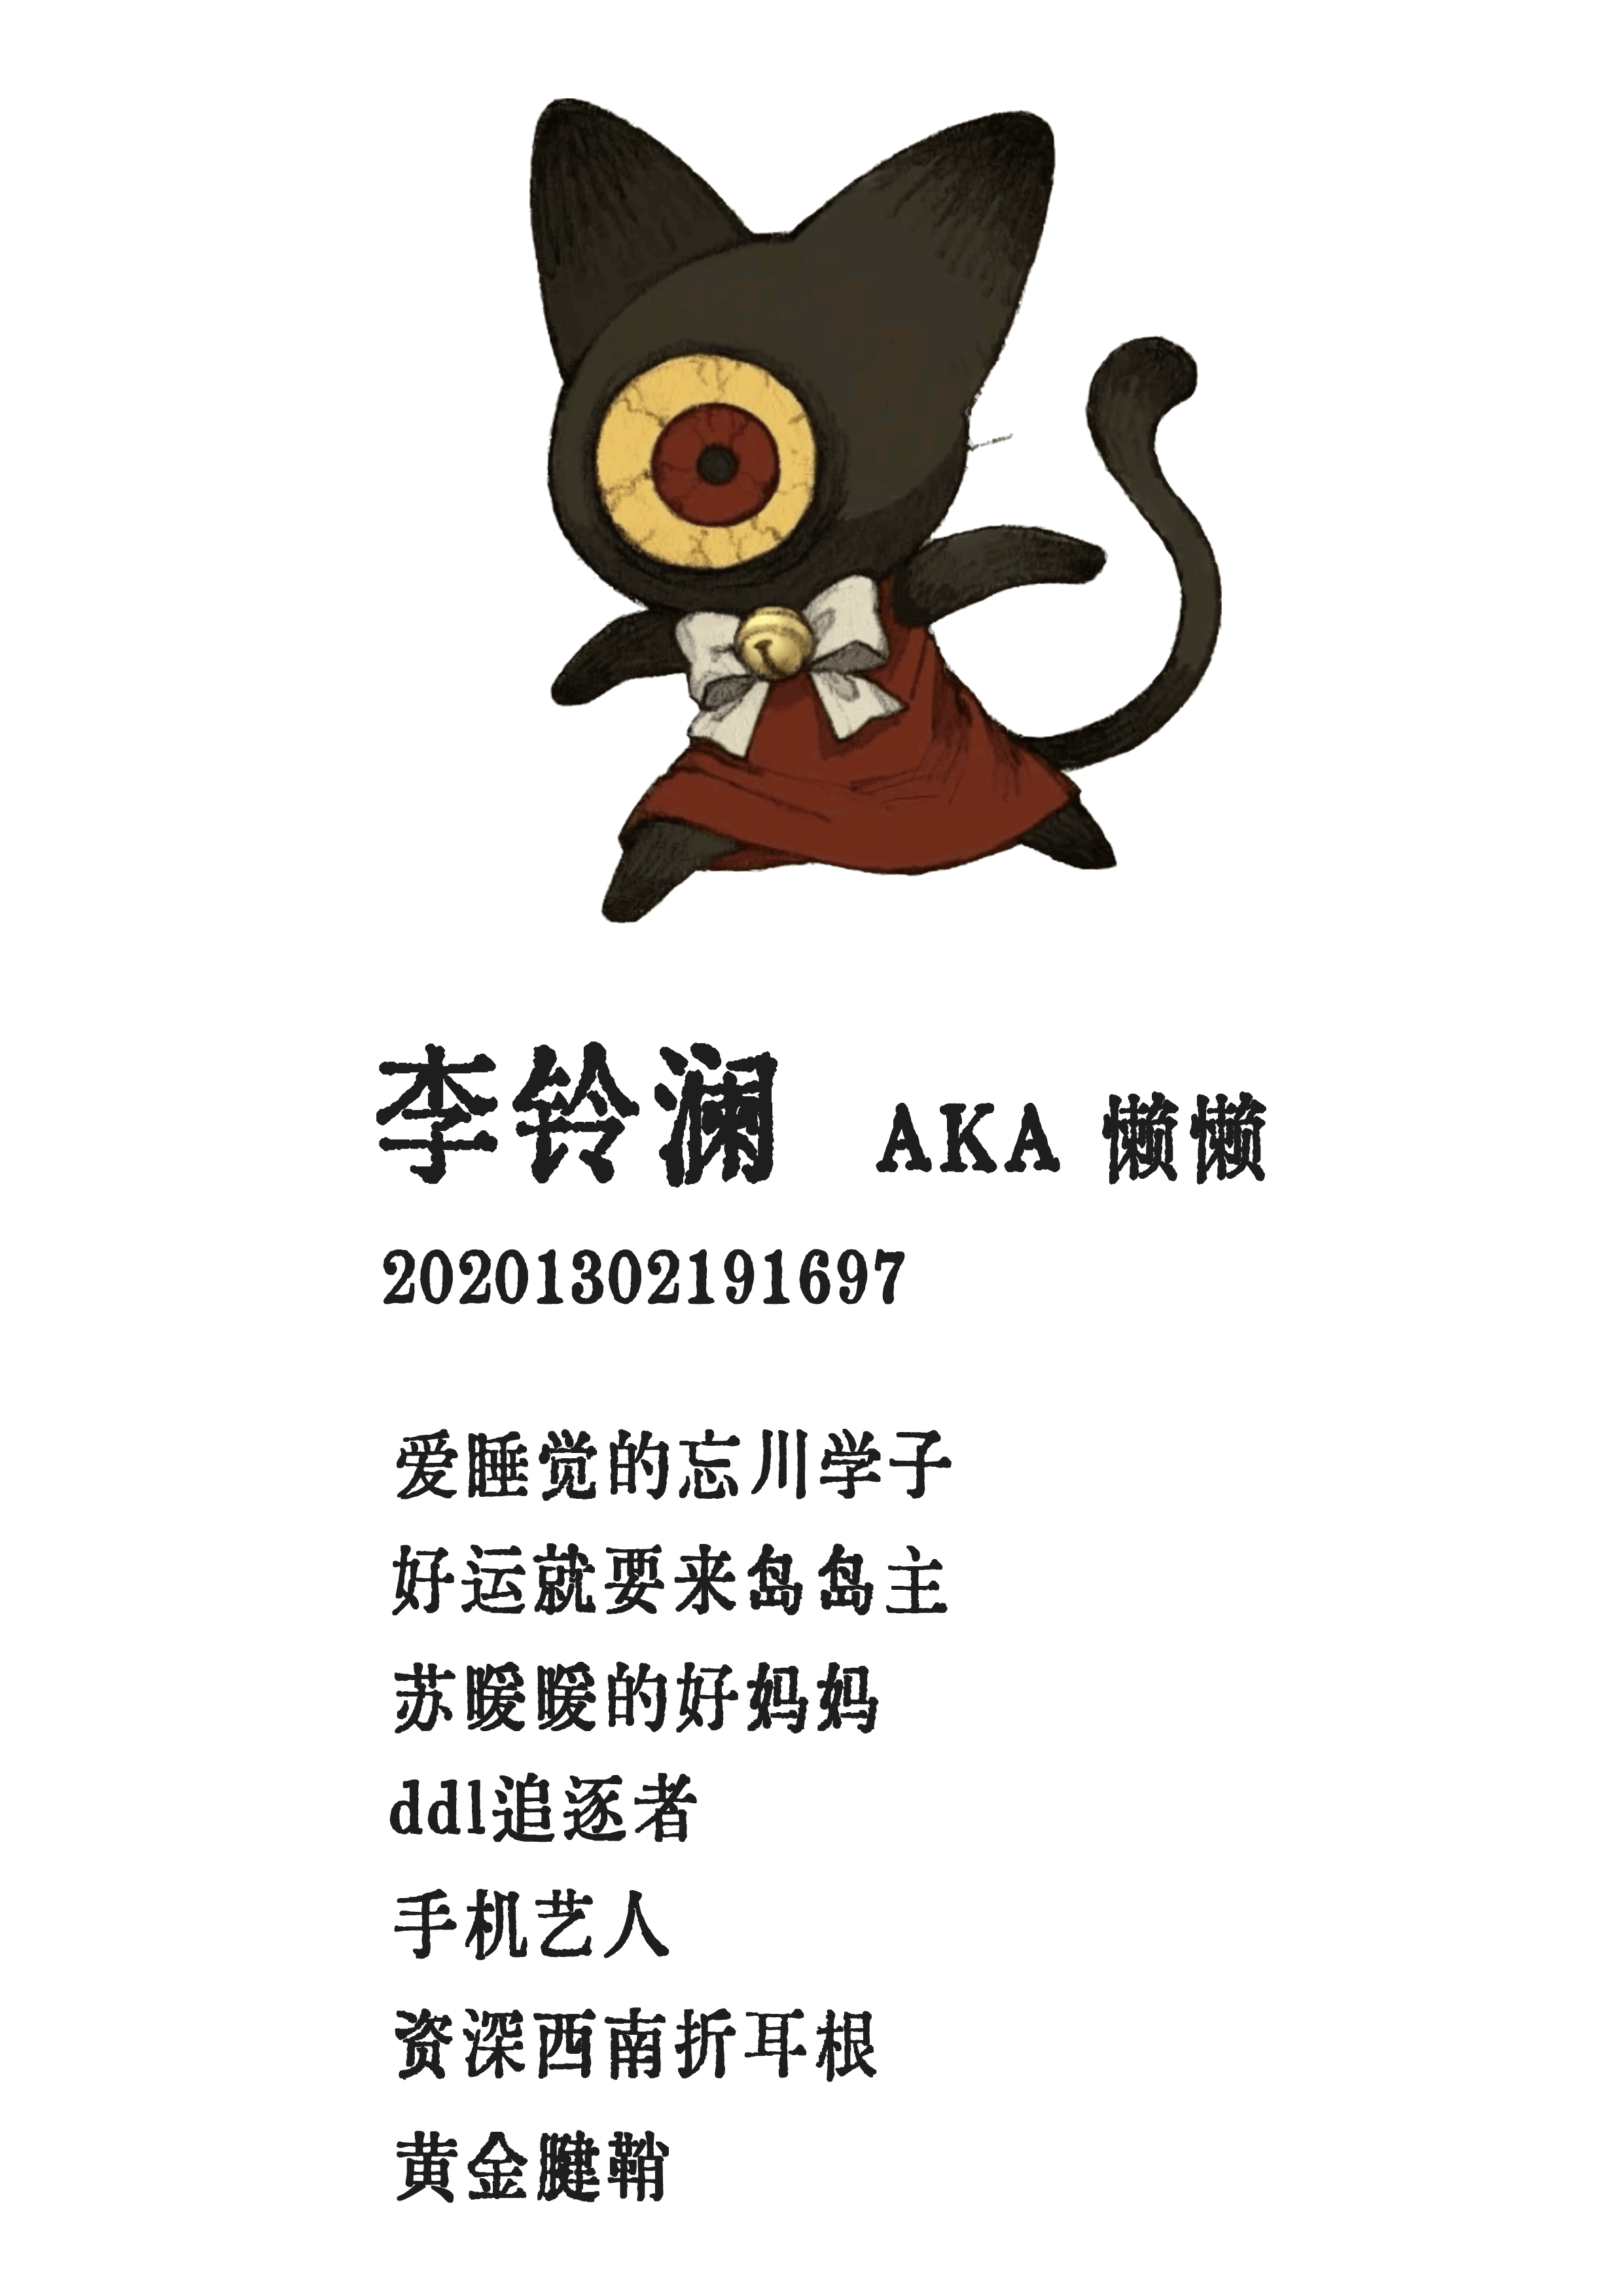 李铃澜 AKA 懒懒
20201302191697
爱睡觉的忘川学子
好运就要来岛岛主
苏暖暖的好妈妈
ddl追逐者
手机艺人
资深西南折耳根
黄金腱鞘